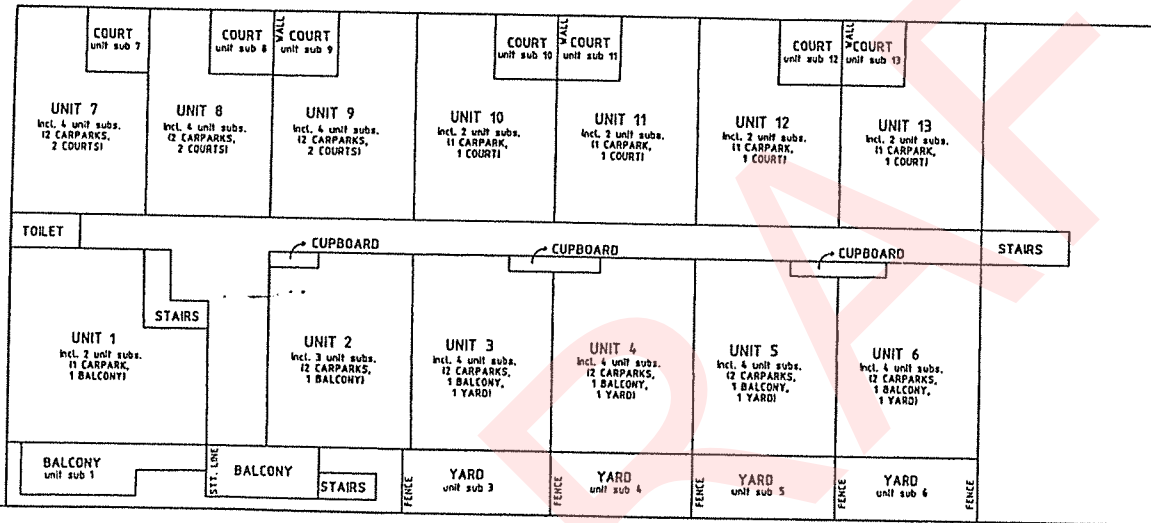 COURT
unit sub 7
COURT
unit sub 8
WALL
COURT
unit sub 9
COURT
unit sub 10
WALL
COURT
unit sub 11
COURT
unit sub 12
WALL
COURT
unit sub 13
UNIT 7
Incl. 4 unit subs.
(2 CARPARKS,
2 COURTS)
UNIT 8
Incl. 4 unit subs.
(2 CARPARKS,
2 COURTS)
UNIT 9
Incl. 4 unit subs.
(2 CARPARKS,
2 COURTS)
UNIT 10
Incl. 2 unit subs.
(1 CARPARK,
1 COURT)
UNIT 11
Incl. 2 unit subs.
(1 CARPARK,
1 COURT)
UNIT 12
Incl. 2 unit subs.
(1 CARPARK,
1 COURT)
UNIT 13
Incl. 2 unit subs.
(1 CARPARK,
1 COURT)
TOILET
CUPBOARD
CUPBOARD
CUPBOARD
STAIRS
STAIRS
UNIT 1
Incl. 2 unit subs.
(1 CARPARK,
1 BALCONY)
UNIT 2
Incl. 3 unit subs.
(2 CARPARKS,
1 BALCONY)
UNIT 3
Incl. 4 unit subs.
(2 CARPARKS,
1 BALCONY,
1 YARD)
UNIT 4
Incl. 4 unit subs.
(2 CARPARKS,
1 BALCONY,
1 YARD)
UNIT 5
Incl. 4 unit subs.
(2 CARPARKS,
1 BALCONY,
1 YARD)
UNIT 6
Incl. 4 unit subs.
(2 CARPARKS,
1 BALCONY,
1 YARD)
BALCONY
unit sub 1
STT. LINE
BALCONY
STAIRS
FENCE
YARD
unit sub 3
FENCE
YARD
unit sub 4
FENCE
YARD
unit sub 5
FENCE
YARD
unit sub 6
FENCE
RAF